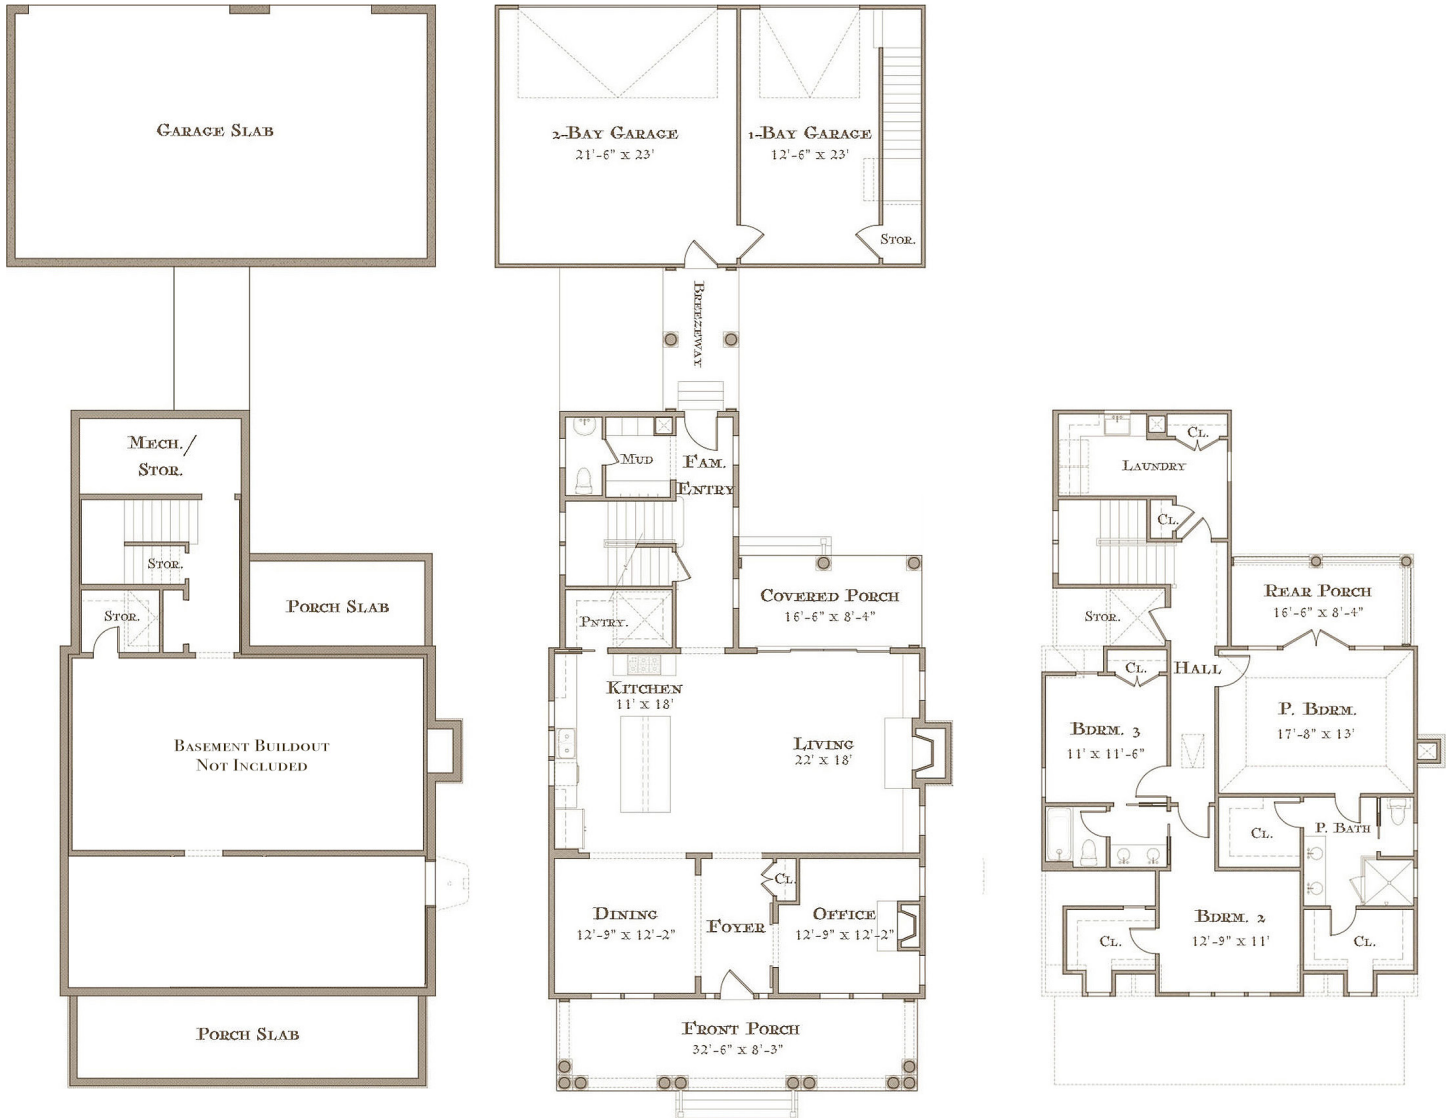 Garage Slab
Mech./
Stor.
Stor.
Stor.
Porch Slab
Basement Buildout
Not Included
Porch Slab
2-Bay Garage
21'-6" x 23'
1-Bay Garage
12'-6" x 23'
Stor.
Breezeway
Mud
Fam.
Entry
Pntry.
Covered Porch
16'-6" x 8'-4"
Kitchen
11' x 18'
Living
22' x 18'
Cl.
Dining
12'-9" x 12'-2"
Foyer
Office
12'-9" x 12'-2"
Front Porch
32'-6" x 8'-3"
Cl.
Laundry
Cl.
Rear Porch
16'-6" x 8'-4"
Stor.
Cl.
Hall
Bdrm. 3
11' x 11'-6"
P. Bdrm.
17'-8" x 13'
Cl.
P. Bath
Bdrm. 2
12'-9" x 11'
Cl.
Cl.